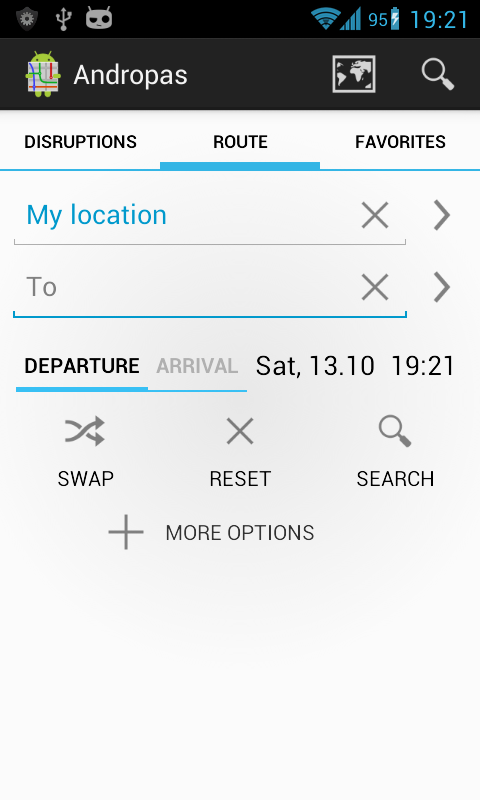 95 19:21
Andropas
DISRUPTIONS ROUTE FAVORITES
My location
To
DEPARTURE ARRIVAL Sat, 13.10 19:21
SWAP RESET SEARCH
MORE OPTIONS